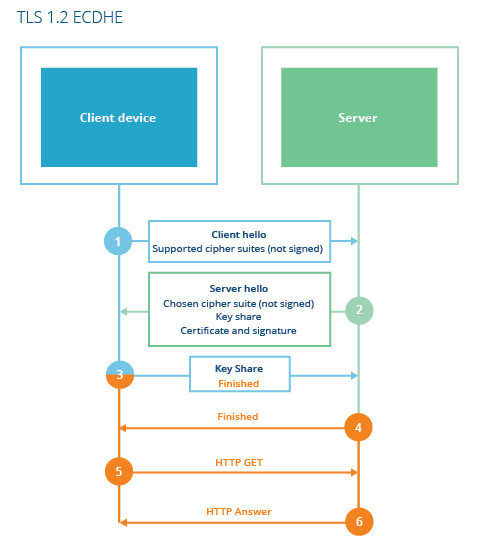 TLS 1.2 ECDHE
Client device
Server
1
Client hello
Supported cipher suites (not signed)
Server hello
Chosen cipher suite (not signed)
Key share
Certificate and signature
2
3
Key Share
Finished
Finished
4
5
HTTP GET
HTTP Answer
6